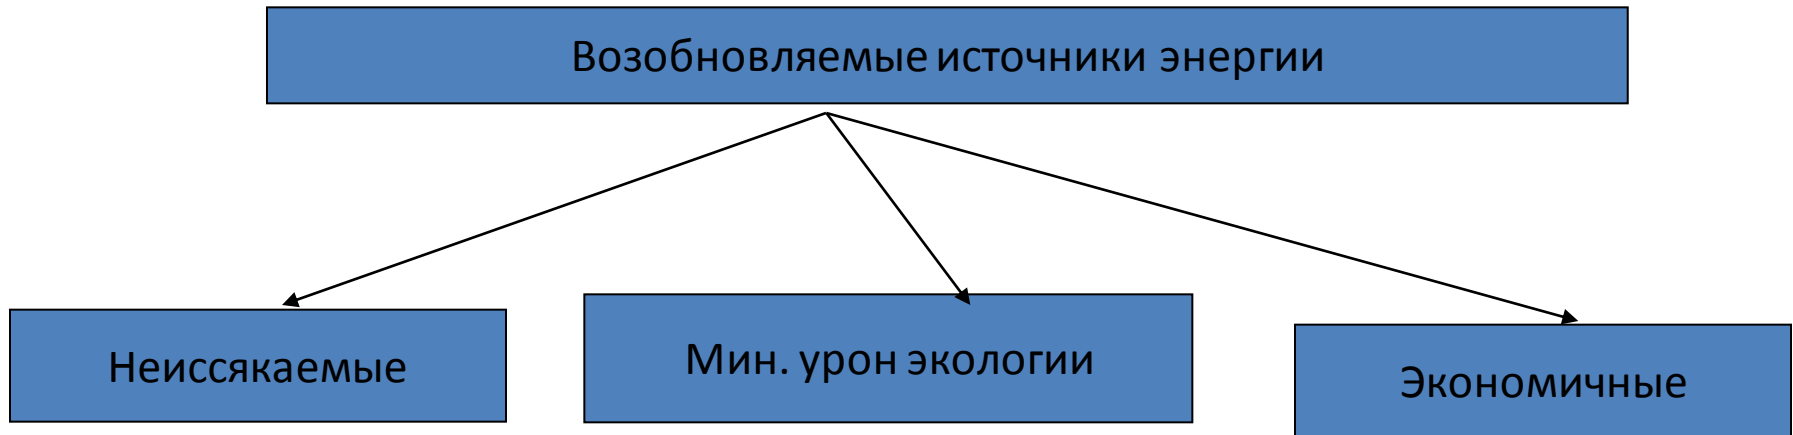 Возобновляемые источники энергии
Неиссякаемые
Мин. урон экологии
Экономичные